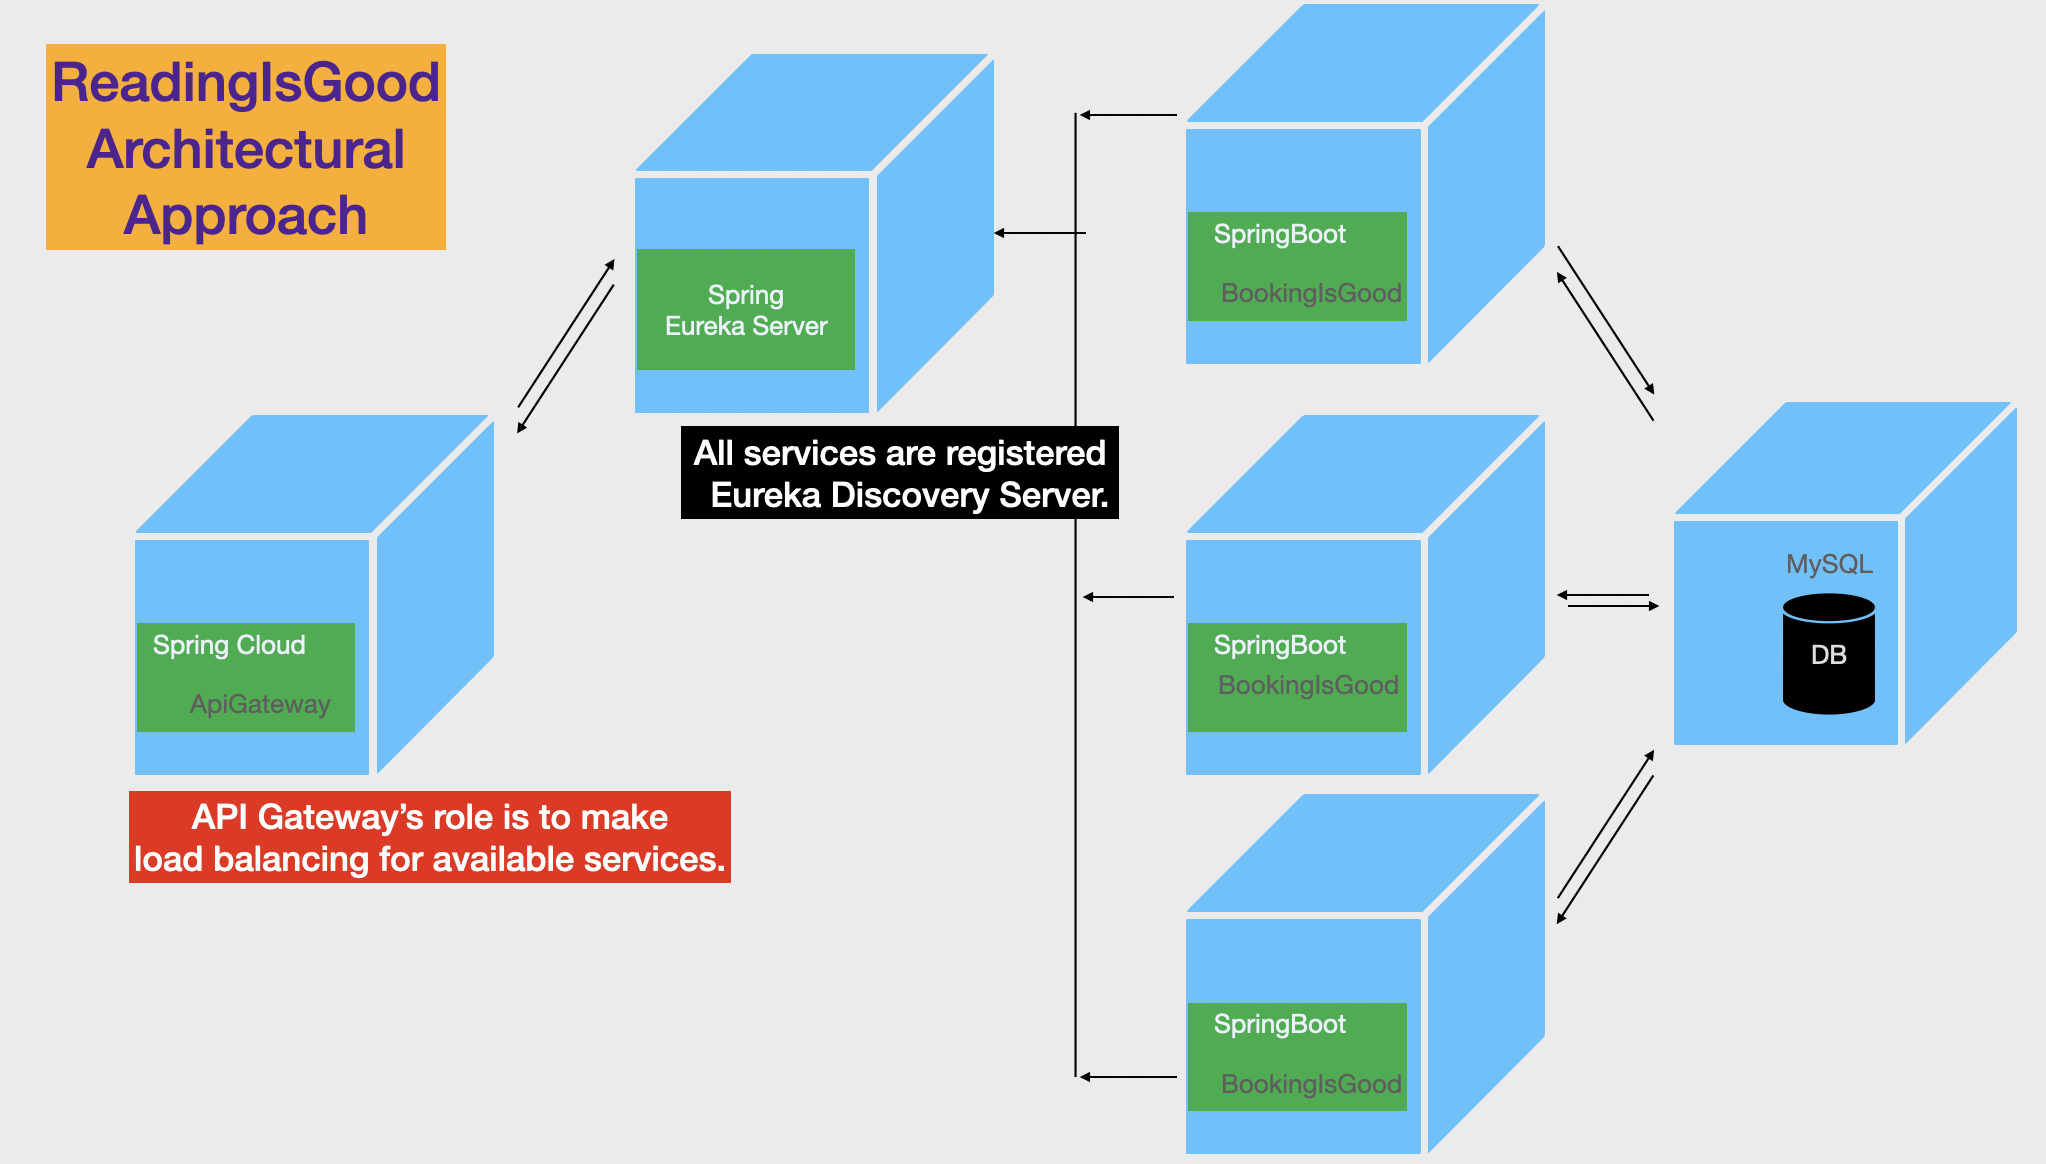 ReadingIsGood
Architectural
Approach
Spring
Eureka Server
All services are registered
Eureka Discovery Server.
Spring Cloud
ApiGateway
API Gateway’s role is to make
load balancing for available services.
SpringBoot
BookingIsGood
SpringBoot
BookingIsGood
SpringBoot
BookingIsGood
MySQL
DB